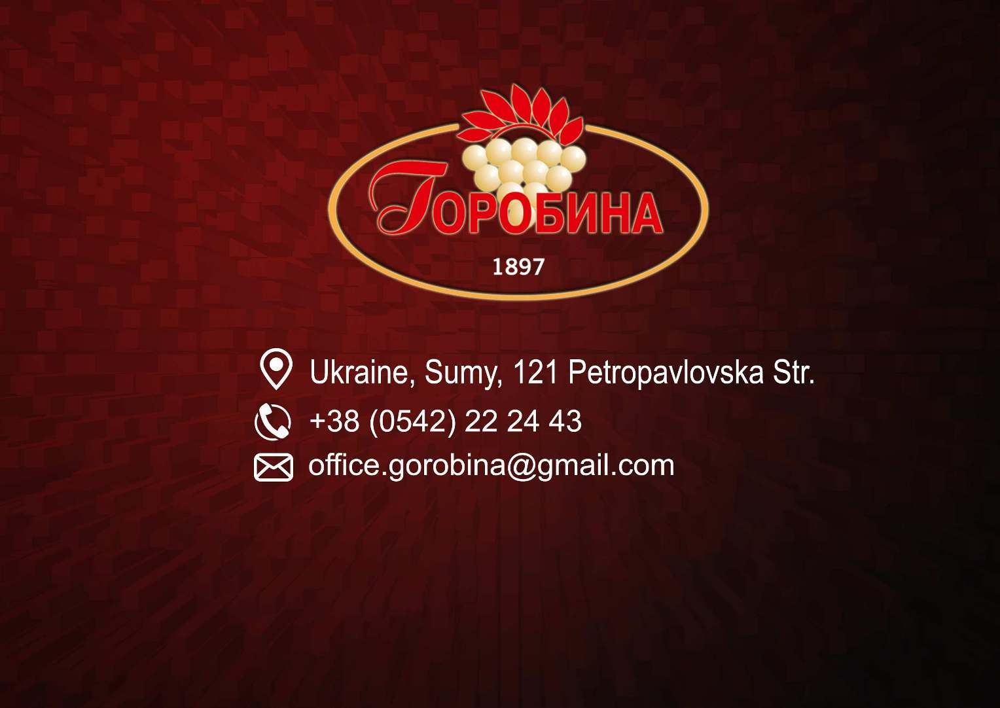 ГОРОБИНА
1897
Ukraine, Sumy, 121 Petropavlovska Str.
+38 (0542) 22 24 43
office.gorobina@gmail.com